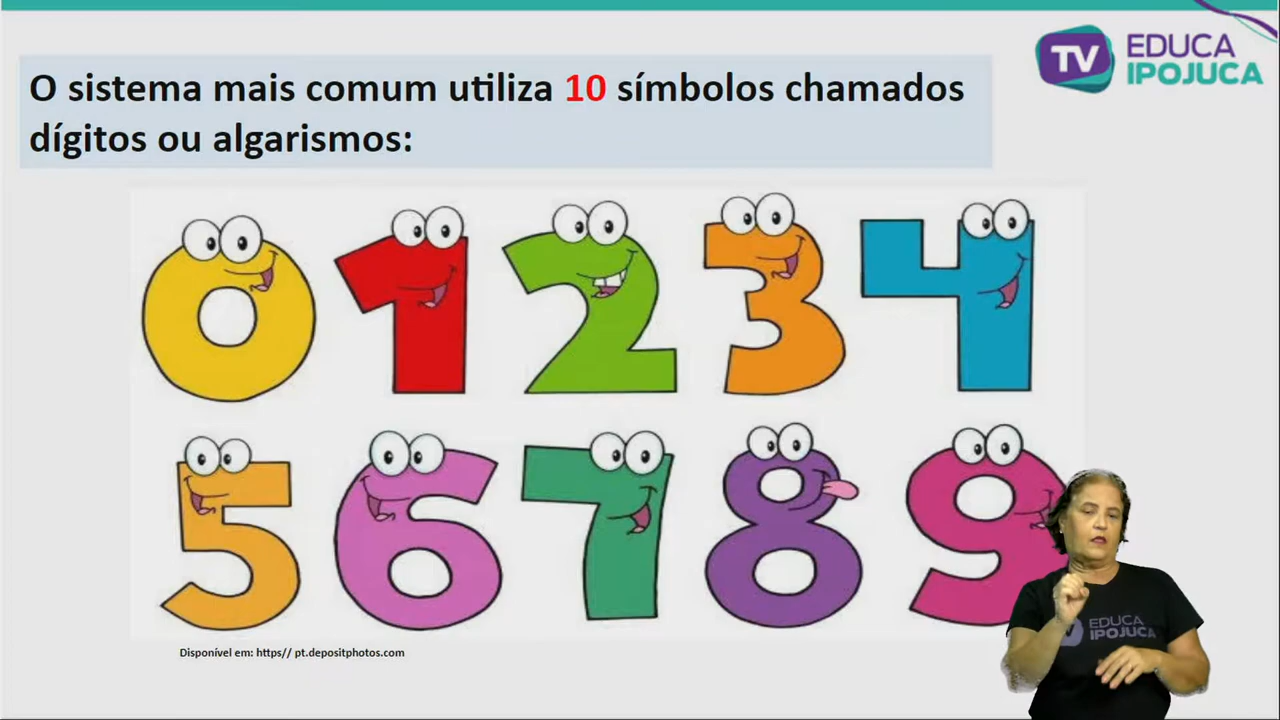 TV EDUCA
IPOJUCA
O sistema mais comum utiliza 10 símbolos chamados
dígitos ou algarismos:
0 1 2 3 4
5 6 7 8 9
EDUCA
IPOJUCA
Disponível em: https// pt.depositphotos.com